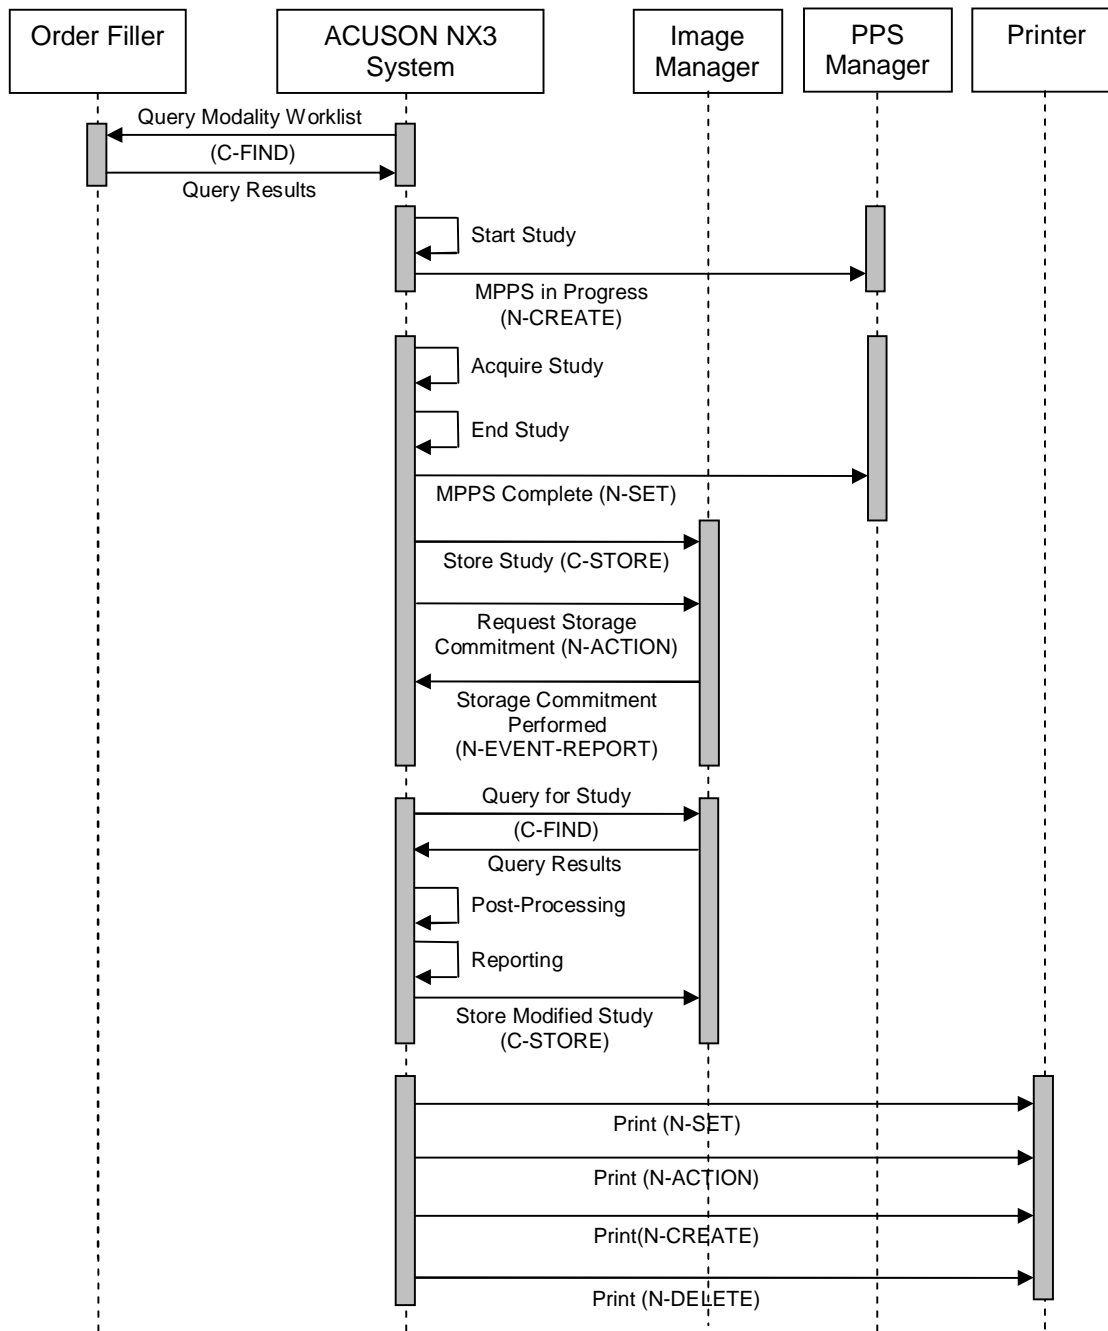 Order Filler
ACUSON NX3
System
Image
Manager
PPS
Manager
Printer
Query Modality Worklist
(C-FIND)
Query Results
Start Study
MPPS in Progress
(N-CREATE)
Acquire Study
End Study
MPPS Complete (N-SET)
Store Study (C-STORE)
Request Storage
Commitment (N-ACTION)
Storage Commitment
Performed
(N-EVENT-REPORT)
Query for Study
(C-FIND)
Query Results
Post-Processing
Reporting
Store Modified Study
(C-STORE)
Print (N-SET)
Print (N-ACTION)
Print(N-CREATE)
Print (N-DELETE)